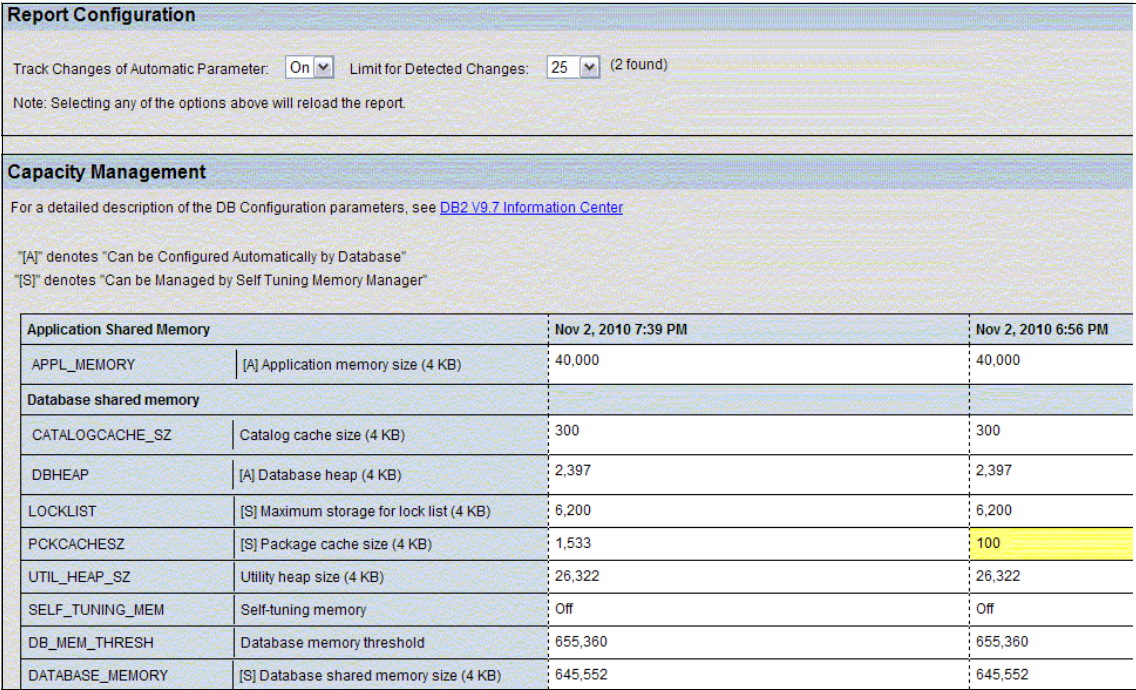 Report Configuration
Track Changes of Automatic Parameter: On Limit for Detected Changes: 25 (2 found)
Note: Selecting any of the options above will reload the report.
Capacity Management
For a detailed description of the DB Configuration parameters, see DB2 V9.7 Information Center
"[A]" denotes "Can be Configured Automatically by Database"
"[S]" denotes "Can be Managed by Self Tuning Memory Manager"
Application Shared Memory Nov 2, 2010 7:39 PM Nov 2, 2010 6:56 PM
APPL_MEMORY [A] Application memory size (4 KB) 40,000 40,000
Database shared memory
CATALOGCACHE_SZ Catalog cache size (4 KB) 300 300
DBHEAP [A] Database heap (4 KB) 2,397 2,397
LOCKLIST [S] Maximum storage for lock list (4 KB) 6,200 6,200
PCKCACHESZ [S] Package cache size (4 KB) 1,533 100
UTIL_HEAP_SZ Utility heap size (4 KB) 26,322 26,322
SELF_TUNING_MEM Self-tuning memory Off Off
DB_MEM_THRESH Database memory threshold 655,360 655,360
DATABASE_MEMORY [S] Database shared memory size (4 KB) 645,552 645,552